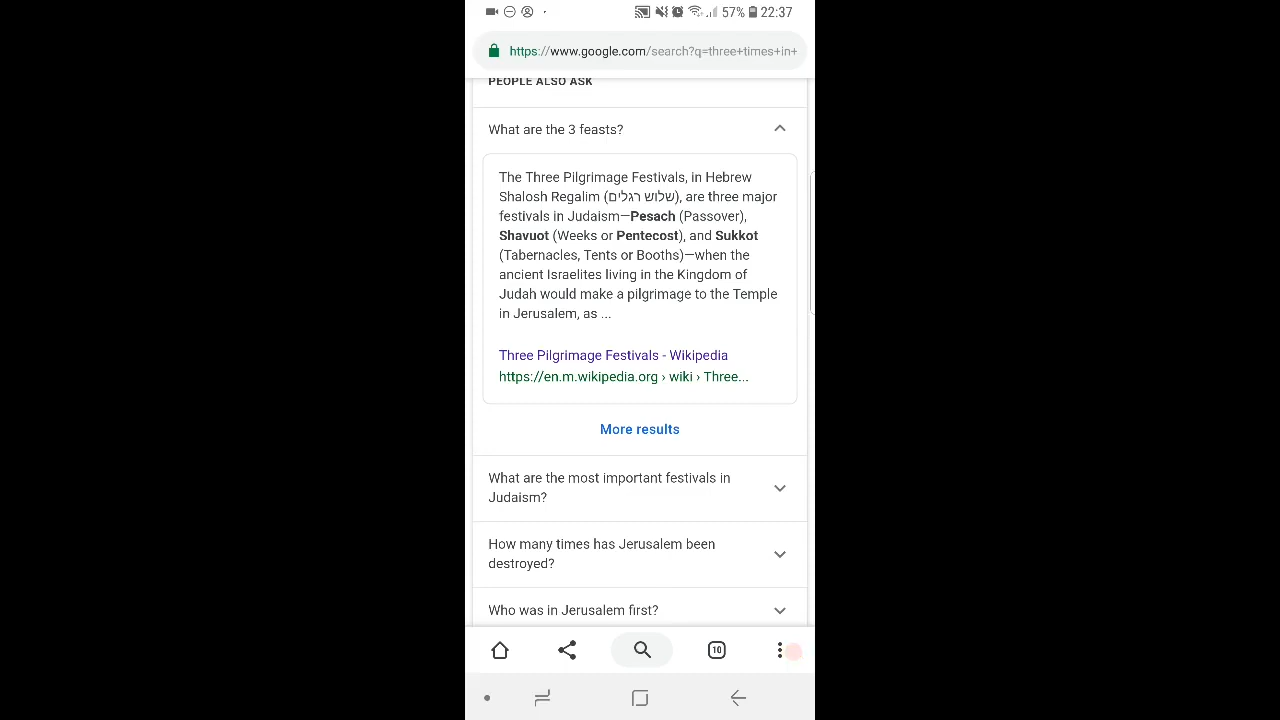 57% 22:37
https://www.google.com/search?q=three+times+in+
PEOPLE ALSO ASK
What are the 3 feasts?
The Three Pilgrimage Festivals, in Hebrew
Shalosh Regalim (שלוש רגלים), are three major
festivals in Judaism—Pesach (Passover),
Shavuot (Weeks or Pentecost), and Sukkot
(Tabernacles, Tents or Booths)—when the
ancient Israelites living in the Kingdom of
Judah would make a pilgrimage to the Temple
in Jerusalem, as ...
Three Pilgrimage Festivals - Wikipedia
https://en.m.wikipedia.org › wiki › Three...
More results
What are the most important festivals in
Judaism?
How many times has Jerusalem been
destroyed?
Who was in Jerusalem first?
10